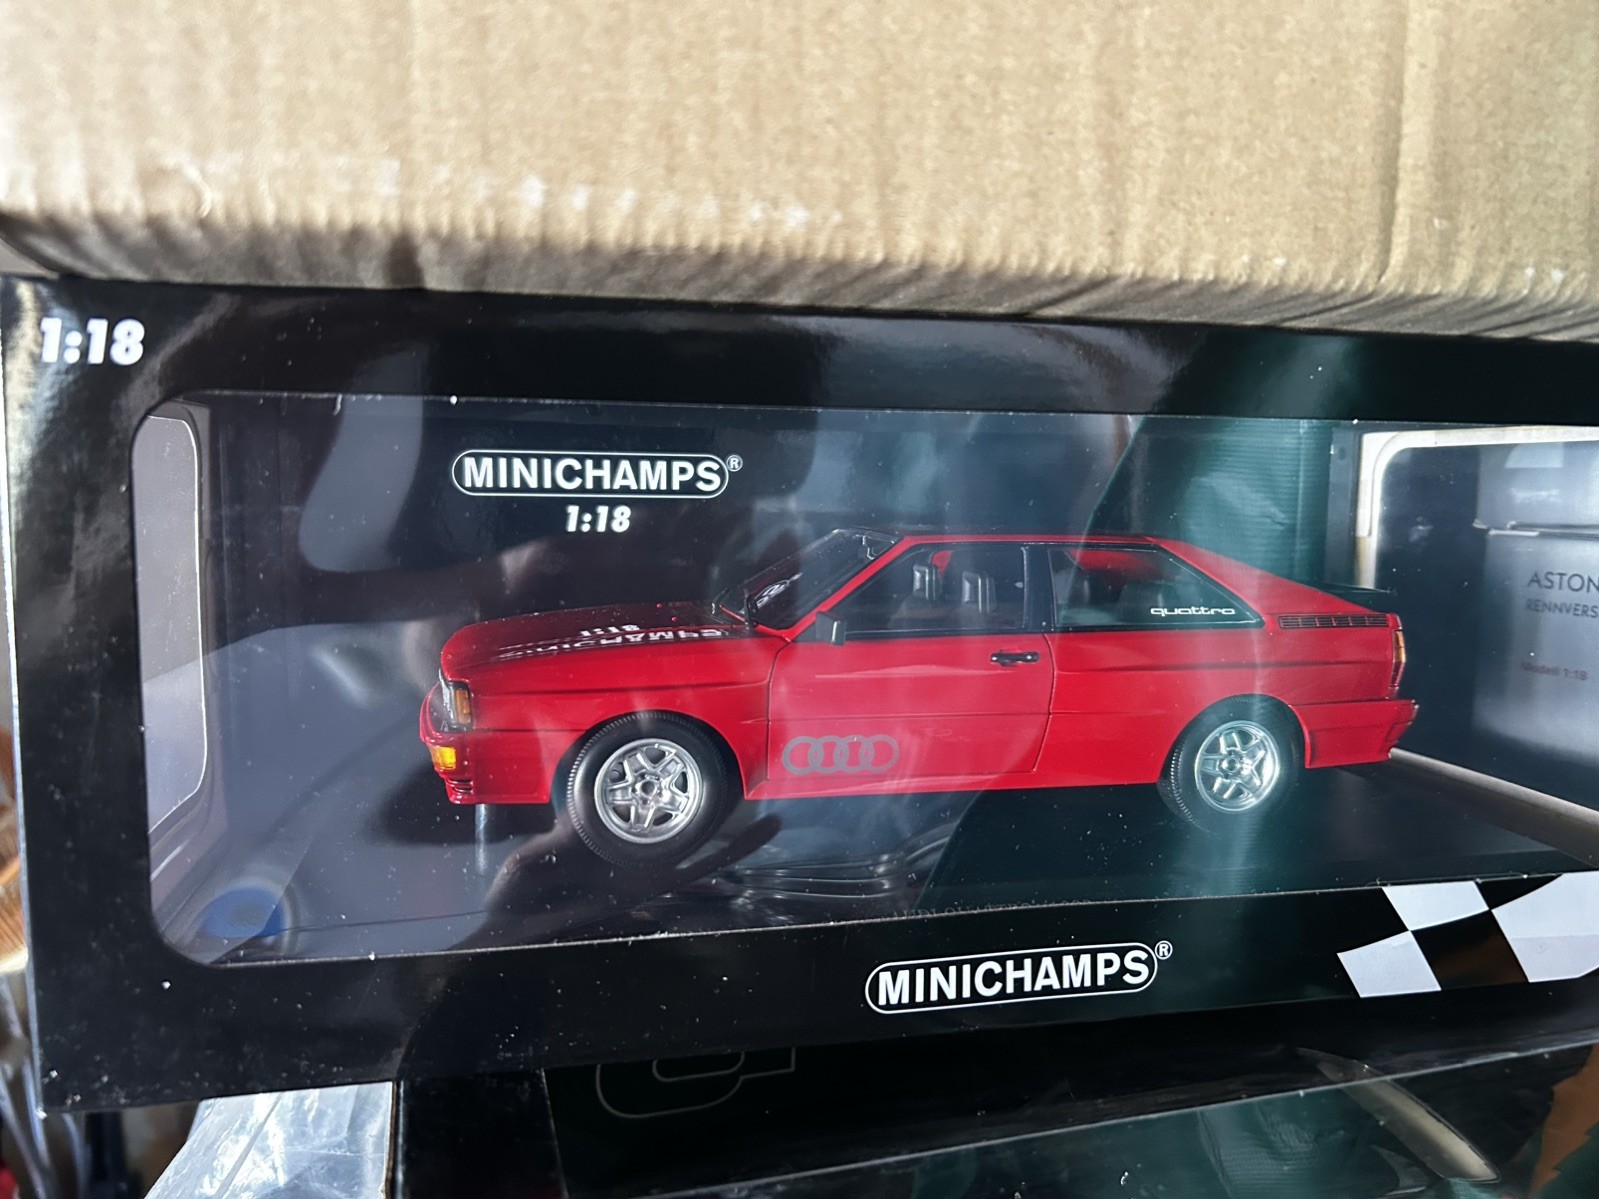 1:18
MINICHAMPS®
1:18
quattro
ASTON
RENNVERS
Modell 1:18
MINICHAMPS®